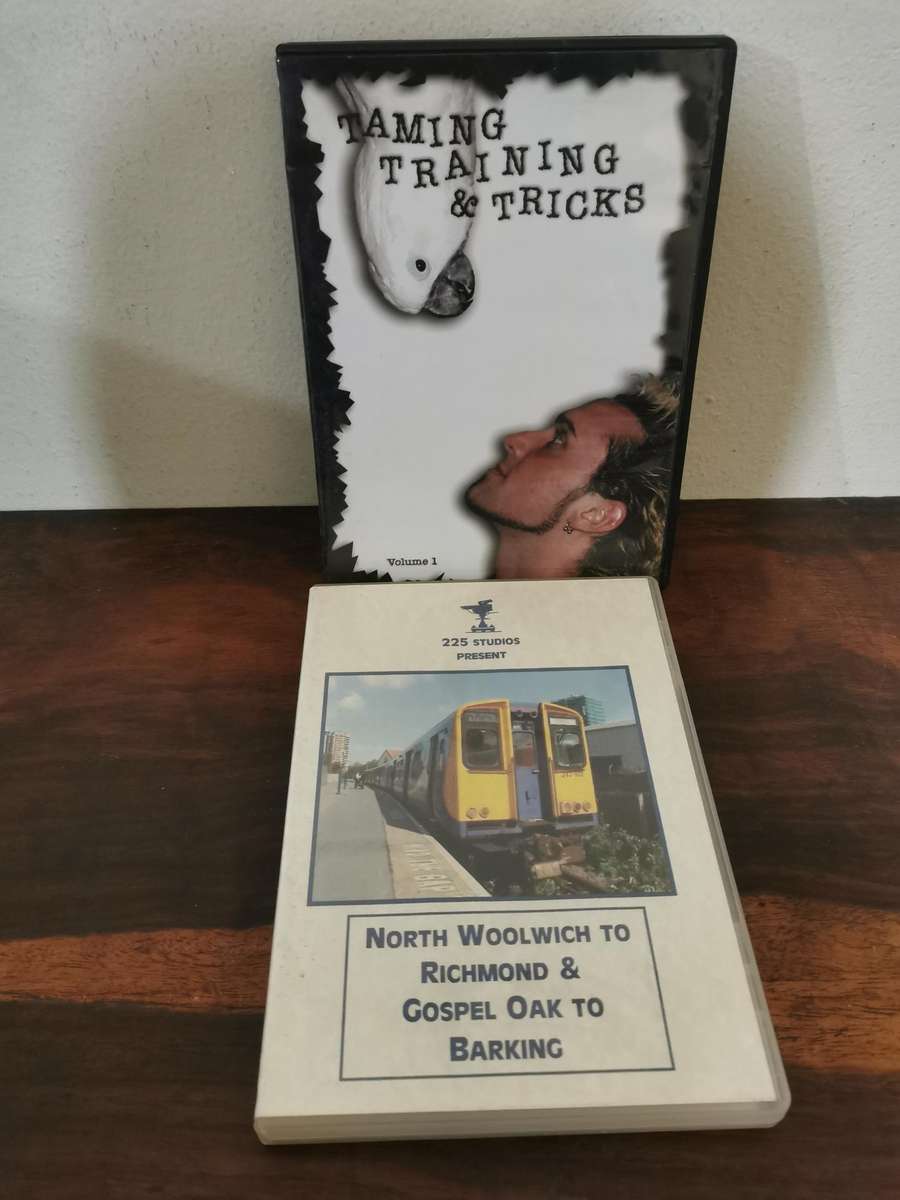 TAMING
TRAINING
& TRICKS
Volume 1
225 STUDIOS
PRESENT
NORTH WOOLWICH TO
RICHMOND &
GOSPEL OAK TO
BARKING